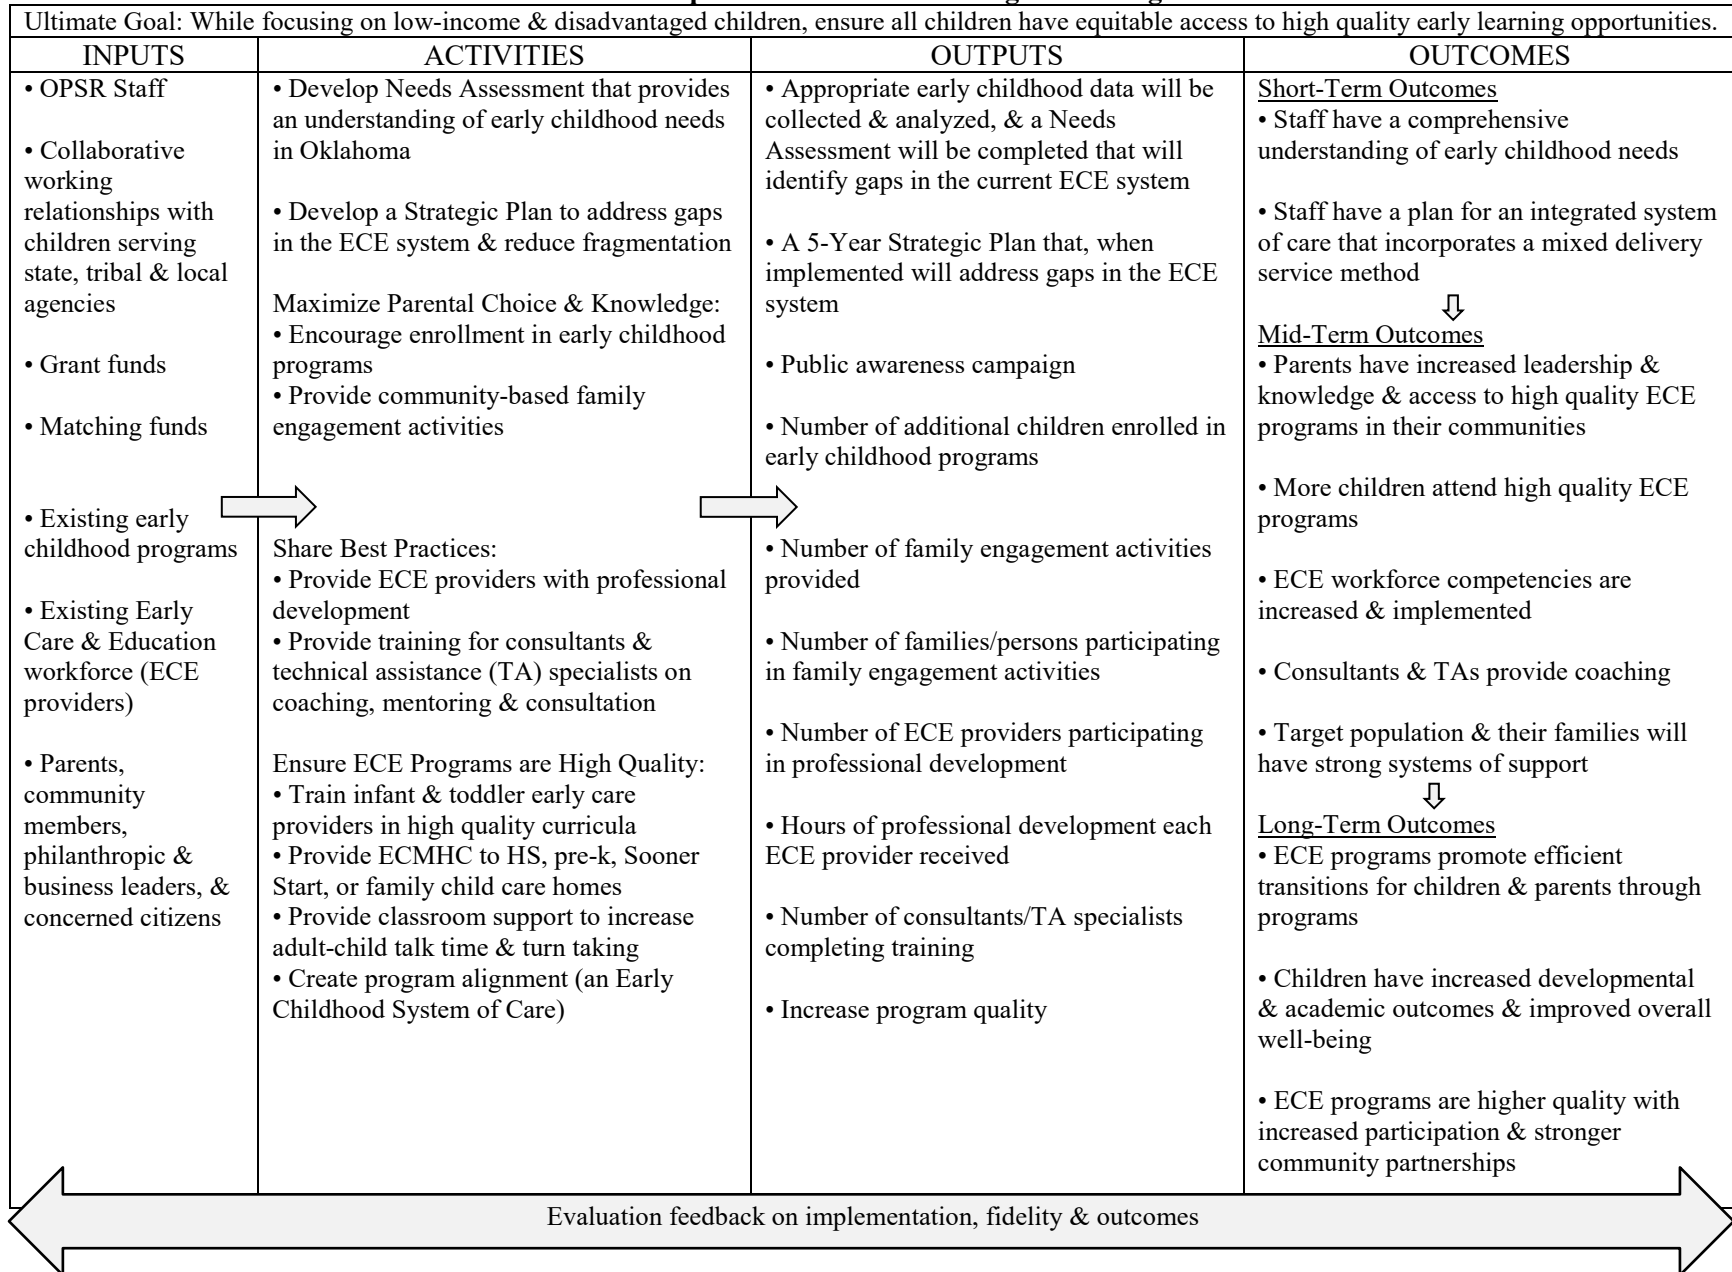 Ultimate Goal: While focusing on low-income & disadvantaged children, ensure all children have equitable access to high quality early learning opportunities.
INPUTS
• OPSR Staff
• Collaborative
working
relationships with
children serving
state, tribal & local
agencies
• Grant funds
• Matching funds
• Existing early
childhood programs
• Existing Early
Care & Education
workforce (ECE
providers)
• Parents,
community
members,
philanthropic &
business leaders, &
concerned citizens
ACTIVITIES
• Develop Needs Assessment that provides
an understanding of early childhood needs
in Oklahoma
• Develop a Strategic Plan to address gaps
in the ECE system & reduce fragmentation
Maximize Parental Choice & Knowledge:
• Encourage enrollment in early childhood
programs
• Provide community-based family
engagement activities
Share Best Practices:
• Provide ECE providers with professional
development
• Provide training for consultants &
technical assistance (TA) specialists on
coaching, mentoring & consultation
Ensure ECE Programs are High Quality:
• Train infant & toddler early care
providers in high quality curricula
• Provide ECMHC to HS, pre-k, Sooner
Start, or family child care homes
• Provide classroom support to increase
adult-child talk time & turn taking
• Create program alignment (an Early
Childhood System of Care)
OUTPUTS
• Appropriate early childhood data will be
collected & analyzed, & a Needs
Assessment will be completed that will
identify gaps in the current ECE system
• A 5-Year Strategic Plan that, when
implemented will address gaps in the ECE
system
• Public awareness campaign
• Number of additional children enrolled in
early childhood programs
• Number of family engagement activities
provided
• Number of families/persons participating
in family engagement activities
• Number of ECE providers participating
in professional development
• Hours of professional development each
ECE provider received
• Number of consultants/TA specialists
completing training
• Increase program quality
OUTCOMES
Short-Term Outcomes
• Staff have a comprehensive
understanding of early childhood needs
• Staff have a plan for an integrated system
of care that incorporates a mixed delivery
service method
Mid-Term Outcomes
• Parents have increased leadership &
knowledge & access to high quality ECE
programs in their communities
• More children attend high quality ECE
programs
• ECE workforce competencies are
increased & implemented
• Consultants & TAs provide coaching
• Target population & their families will
have strong systems of support
Long-Term Outcomes
• ECE programs promote efficient
transitions for children & parents through
programs
• Children have increased developmental
& academic outcomes & improved overall
well-being
• ECE programs are higher quality with
increased participation & stronger
community partnerships
Evaluation feedback on implementation, fidelity & outcomes